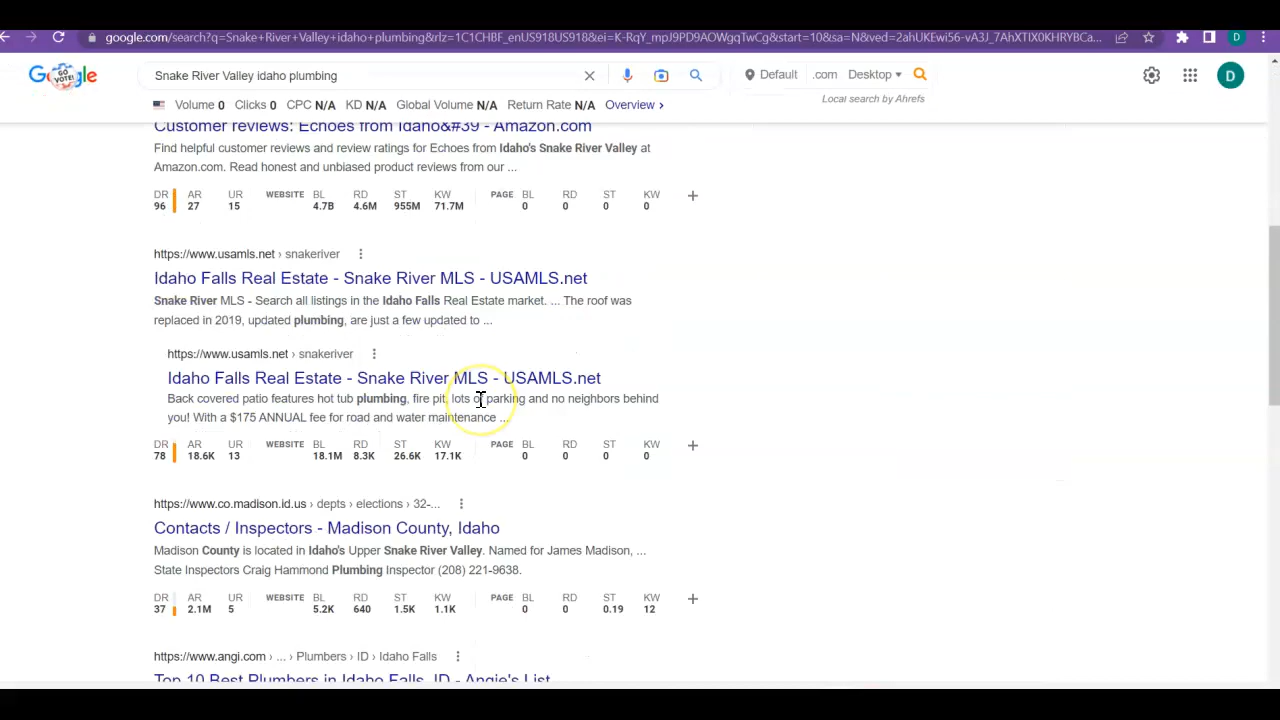 google.com/search?q=Snake+River+Valley+idaho+plumbing&rlz=1C1CHBF_enUS918US918&ei=K-RqY_mpJ9PD9AOWgqTwCg&start=10&sa=N&ved=2ahUKEwi56-vA3J_7AhXTIX0KHRYBCa...
D
GO VOTE!
Snake River Valley idaho plumbing
Default .com Desktop
D
Volume 0 Clicks 0 CPC N/A KD N/A Global Volume N/A Return Rate N/A Overview >
Local search by Ahrefs
Customer reviews: Echoes from Idaho&#39 - Amazon.com
Find helpful customer reviews and review ratings for Echoes from Idaho's Snake River Valley at
Amazon.com. Read honest and unbiased product reviews from our ...
DR AR UR WEBSITE BL RD ST KW PAGE BL RD ST KW
96 27 15 4.7B 4.6M 955M 71.7M 0 0 0 0
https://www.usamls.net › snakeriver
Idaho Falls Real Estate - Snake River MLS - USAMLS.net
Snake River MLS - Search all listings in the Idaho Falls Real Estate market. ... The roof was
replaced in 2019, updated plumbing, are just a few updated to ...
https://www.usamls.net › snakeriver
Idaho Falls Real Estate - Snake River MLS - USAMLS.net
Back covered patio features hot tub plumbing, fire pit, lots of parking and no neighbors behind
you! With a $175 ANNUAL fee for road and water maintenance ...
DR AR UR WEBSITE BL RD ST KW PAGE BL RD ST KW
78 18.6K 13 18.1M 8.3K 26.6K 17.1K 0 0 0 0
https://www.co.madison.id.us › depts › elections › 32-...
Contacts / Inspectors - Madison County, Idaho
Madison County is located in Idaho's Upper Snake River Valley. Named for James Madison, ...
State Inspectors Craig Hammond Plumbing Inspector (208) 221-9638.
DR AR UR WEBSITE BL RD ST KW PAGE BL RD ST KW
37 2.1M 5 5.2K 640 1.5K 1.1K 0 0 0.19 12
https://www.angi.com › ... › Plumbers › ID › Idaho Falls
Top 10 Best Plumbers in Idaho Falls, ID - Angie's List